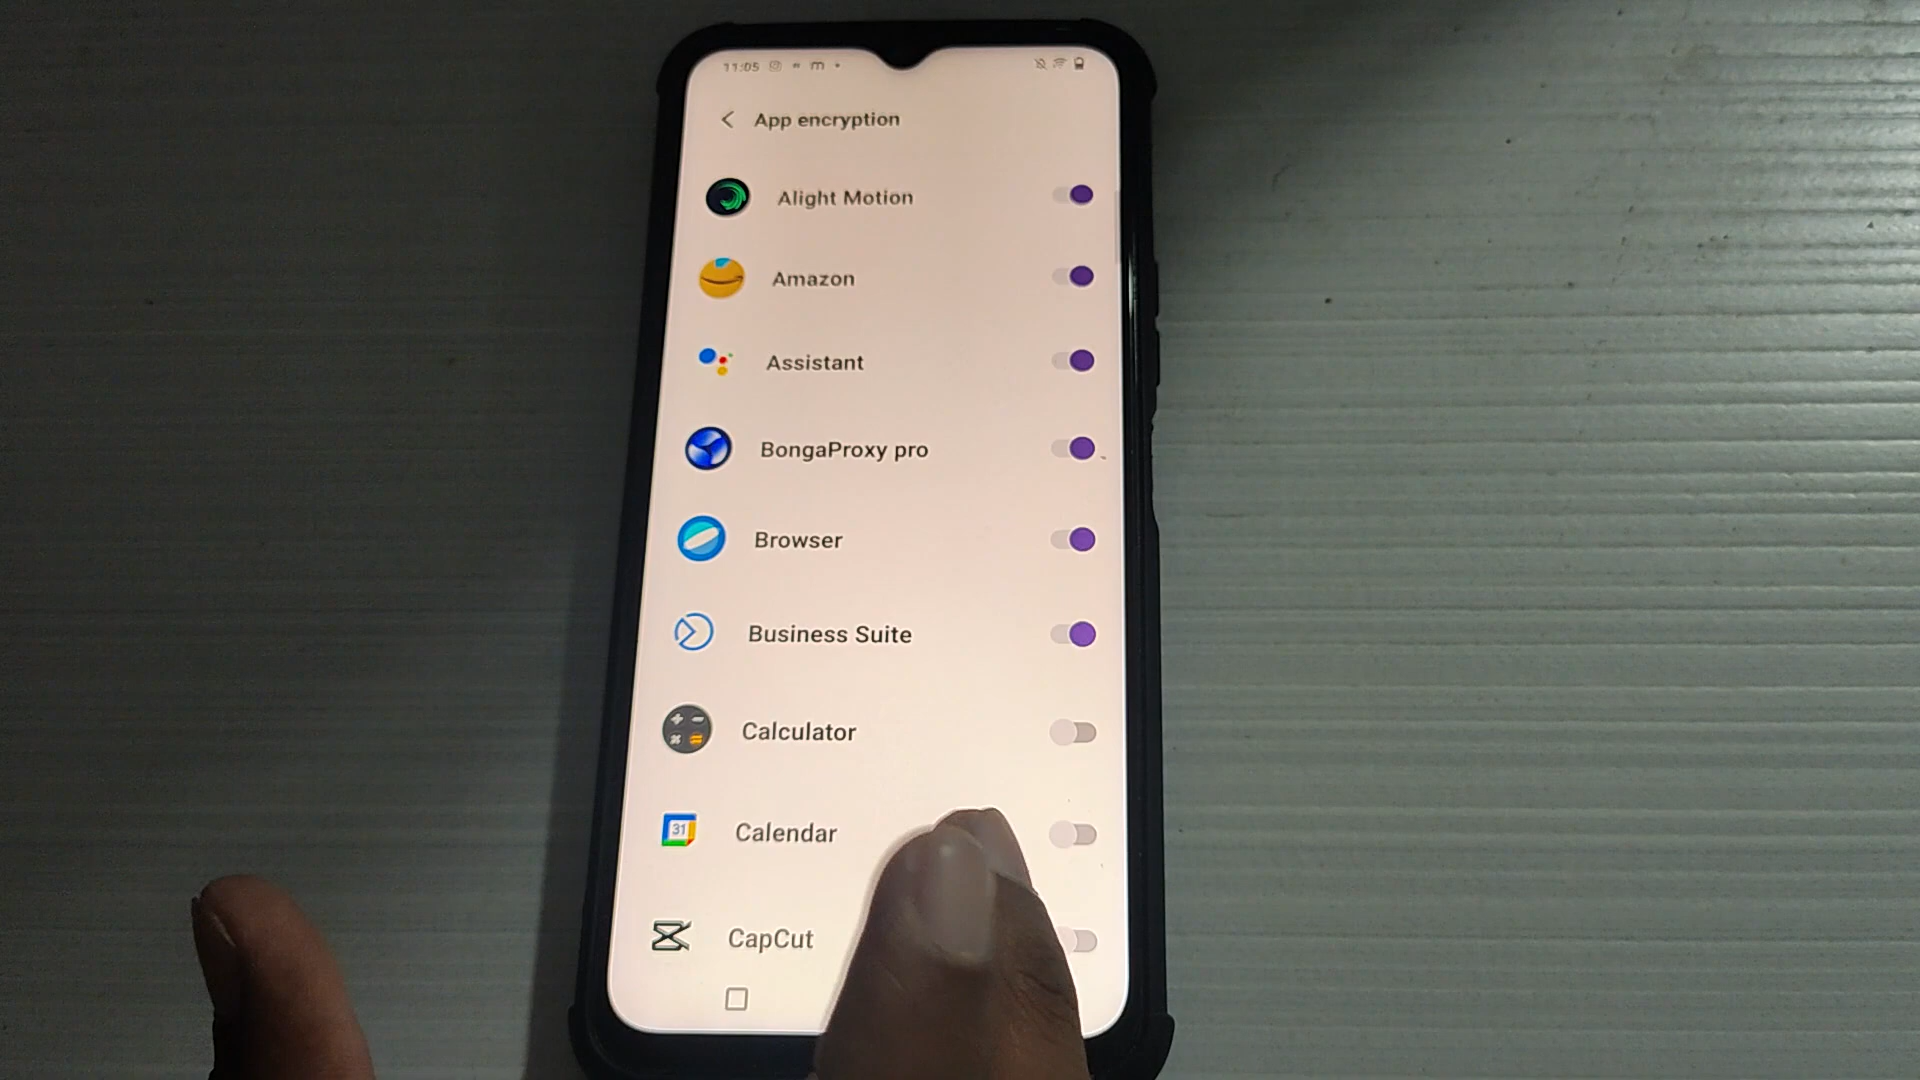 11:05
App encryption
Alight Motion
Amazon
Assistant
BongaProxy pro
Browser
Business Suite
Calculator
31
Calendar
CapCut